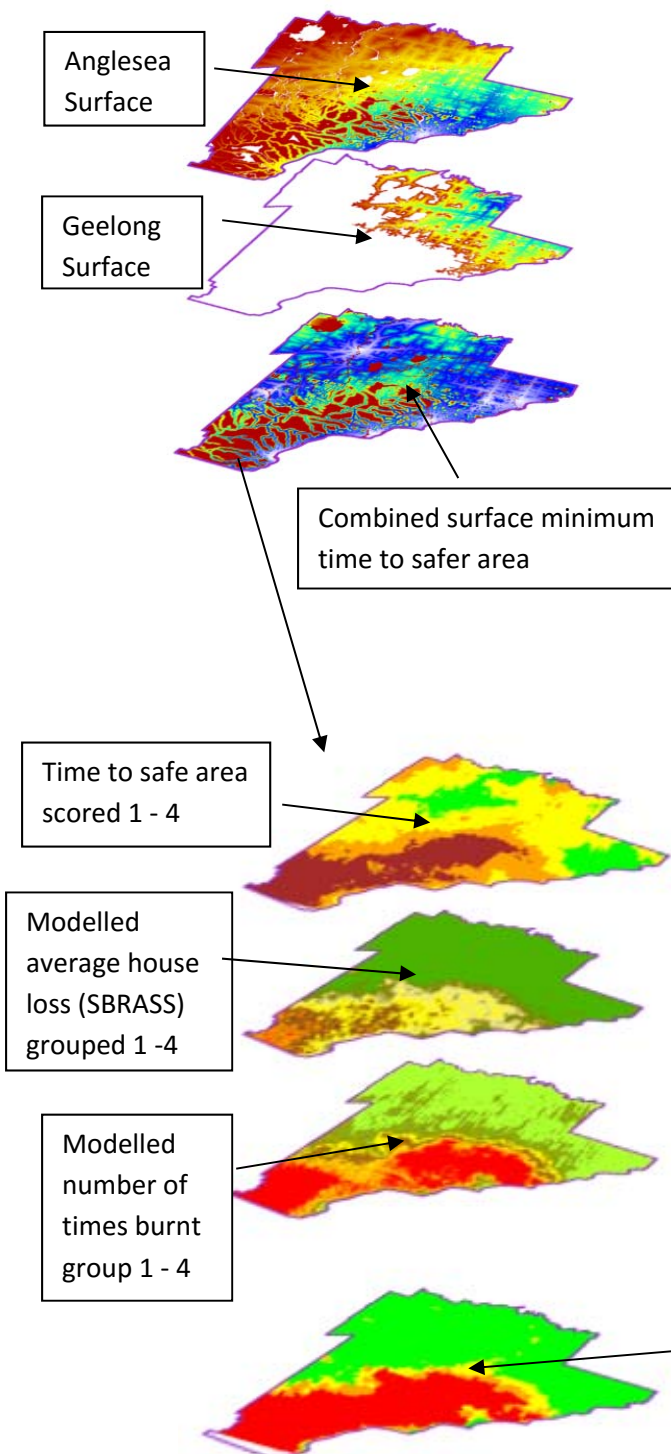 Anglesea
Surface
Geelong
Surface
Combined surface minimum
time to safer area
Time to safe area
scored 1 - 4
Modelled
average house
loss (SBRASS)
grouped 1 -4
Modelled
number of
times burnt
group 1 - 4